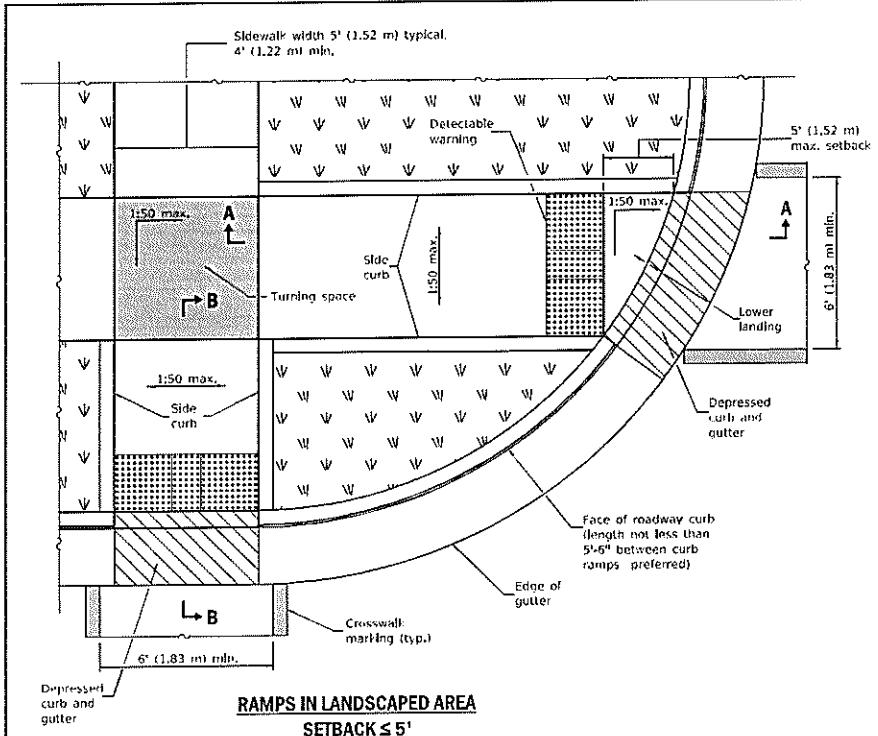 Sidewalk width 5' (1.52 m) typical.
4' (1.22 m) min.
Detectable
warning
5' (1.52 m)
max. setback
1:50 max.
A
1:50 max.
A
Side
curb
1:50 max.
6' (1.83 m) min.
B
Turning space
Lower
landing
1:50 max.
Side
curb
Depressed
curb and
gutter
Face of roadway curb
(length not less than
5'-6" between curb
ramps preferred)
Edge of
gutter
B
Crosswalk
marking (typ.)
6' (1.83 m) min.
Depressed
curb and
gutter
RAMPS IN LANDSCAPED AREA
SETBACK ≤ 5'